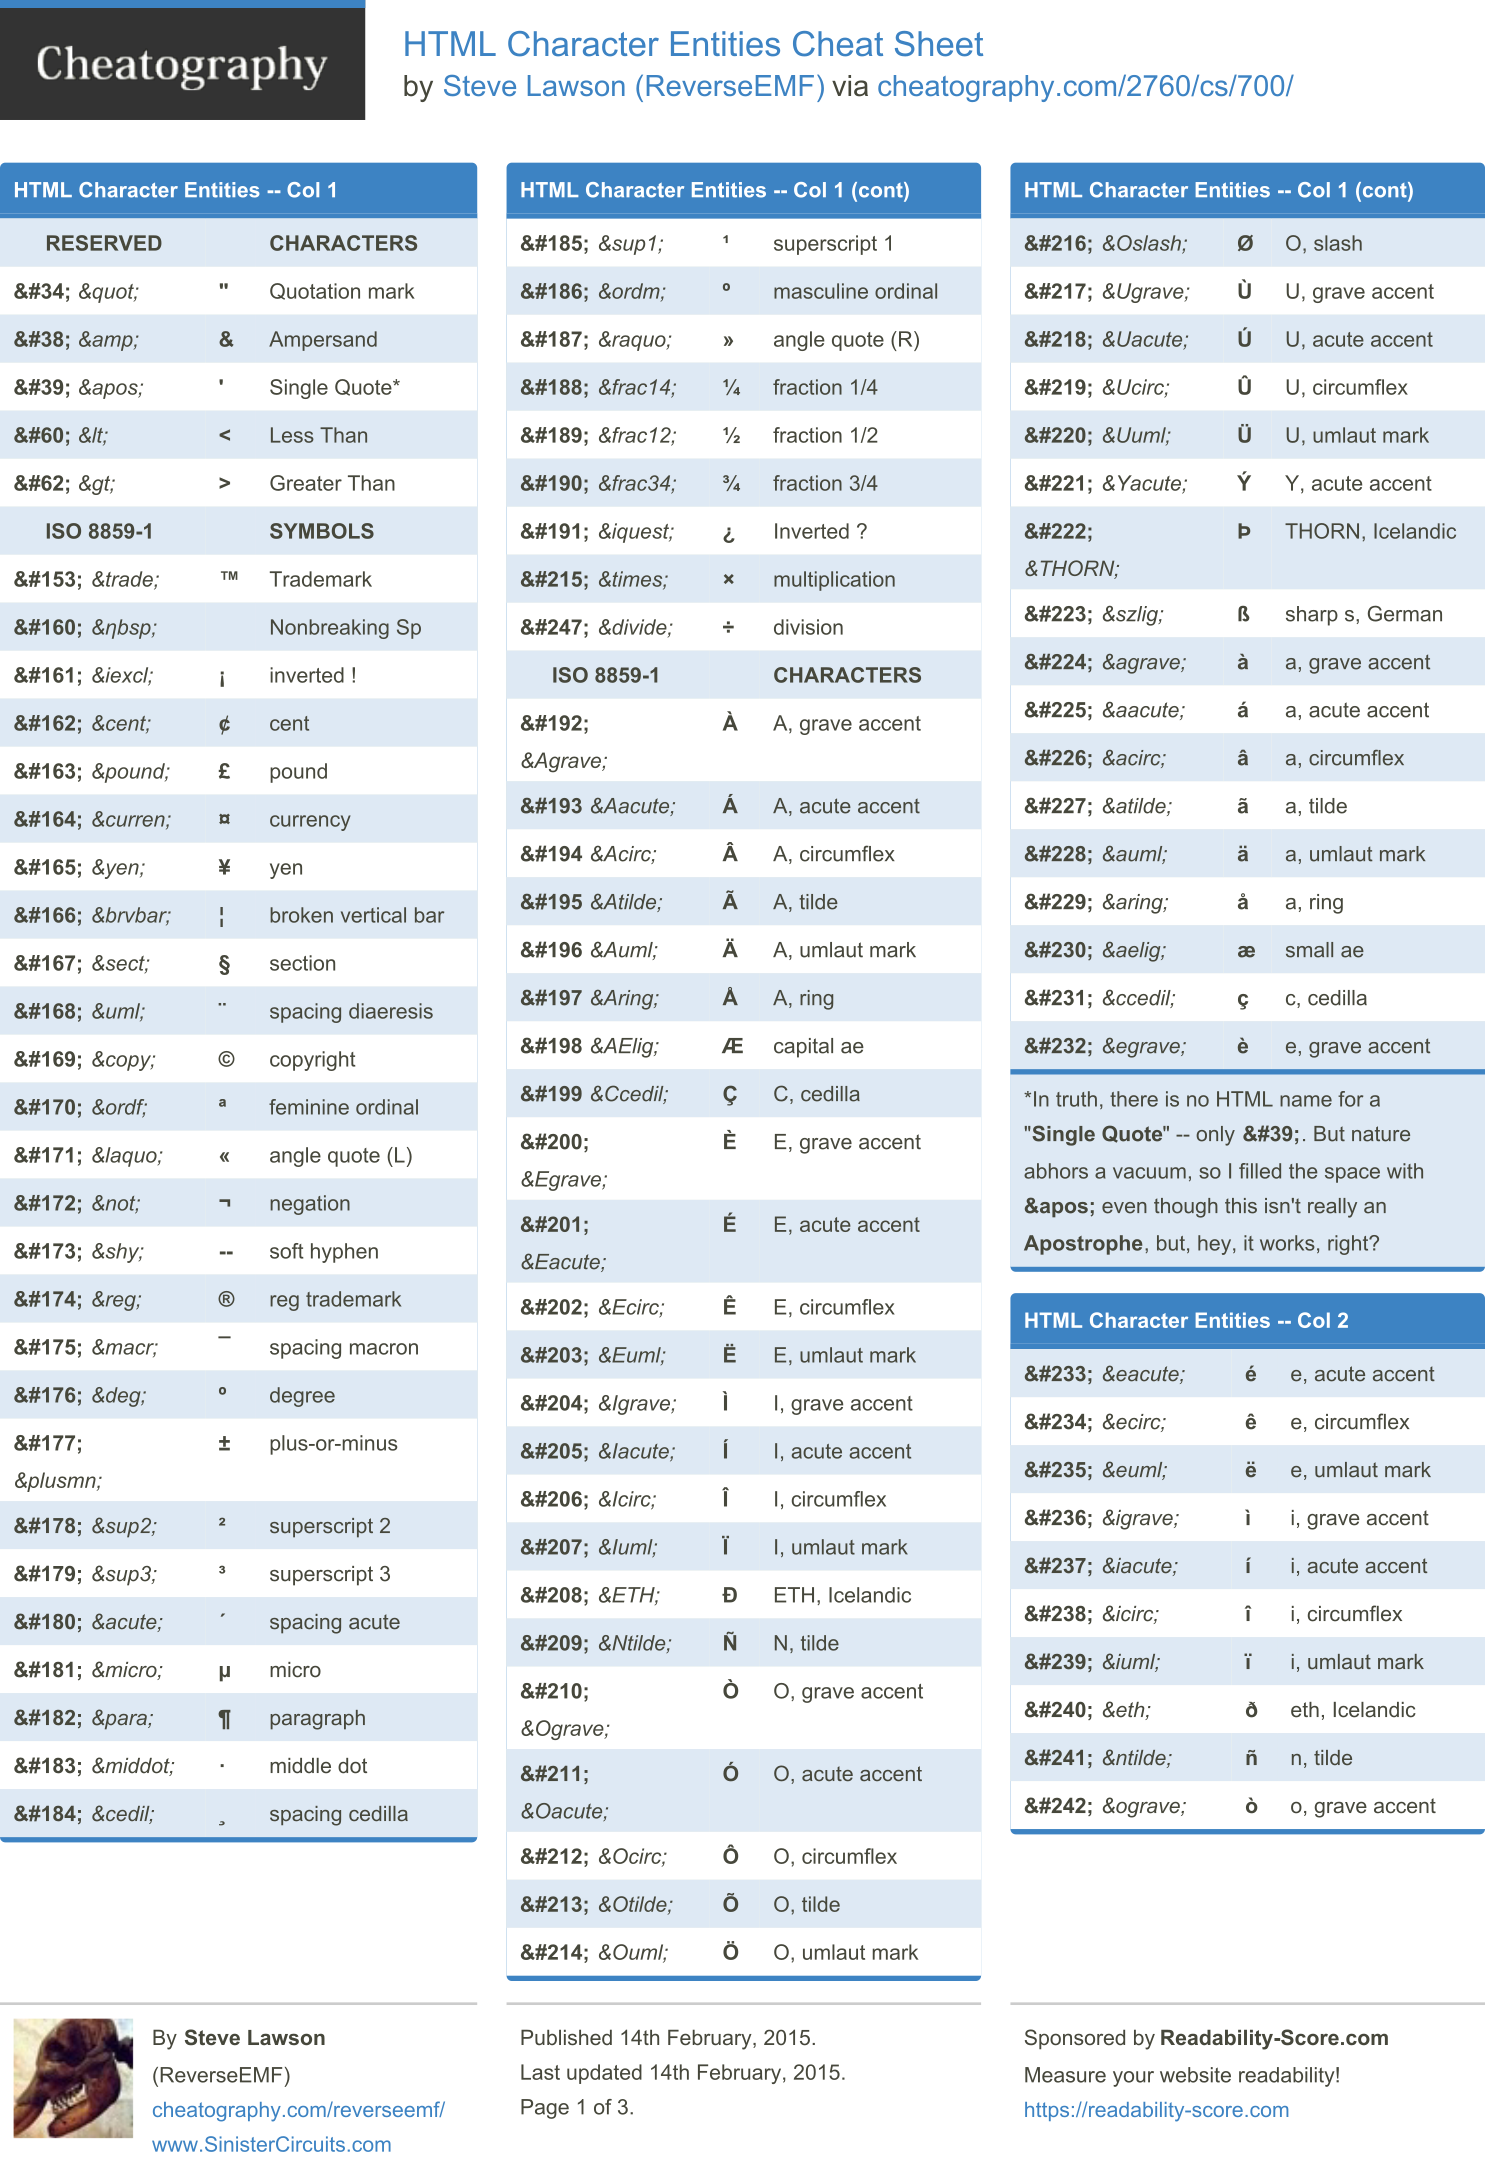 Cheatography
HTML Character Entities Cheat Sheet
by Steve Lawson (ReverseEMF) via cheatography.com/2760/cs/700/
HTML Character Entities -- Col 1
RESERVED CHARACTERS
&#34; &quot; " Quotation mark
&#38; &amp; & Ampersand
&#39; &apos; ' Single Quote*
&#60; &lt; < Less Than
&#62; &gt; > Greater Than
ISO 8859-1 SYMBOLS
&#153; &trade; ™ Trademark
&#160; &ηbsp; Nonbreaking Sp
&#161; &iexcl; ¡ inverted !
&#162; &cent; ¢ cent
&#163; &pound; £ pound
&#164; &curren; ¤ currency
&#165; &yen; ¥ yen
&#166; &brvbar; ¦ broken vertical bar
&#167; &sect; § section
&#168; &uml; ¨ spacing diaeresis
&#169; &copy; © copyright
&#170; &ordf; ª feminine ordinal
&#171; &laquo; « angle quote (L)
&#172; &not; ¬ negation
&#173; &shy; -- soft hyphen
&#174; &reg; ® reg trademark
&#175; &macr; ¯ spacing macron
&#176; &deg; º degree
&#177; ± plus-or-minus
&plusmn;
&#178; &sup2; ² superscript 2
&#179; &sup3; ³ superscript 3
&#180; &acute; ´ spacing acute
&#181; &micro; µ micro
&#182; &para; ¶ paragraph
&#183; &middot; · middle dot
&#184; &cedil; ¸ spacing cedilla
HTML Character Entities -- Col 1 (cont)
&#185; &sup1; ¹ superscript 1
&#186; &ordm; º masculine ordinal
&#187; &raquo; » angle quote (R)
&#188; &frac14; ¼ fraction 1/4
&#189; &frac12; ½ fraction 1/2
&#190; &frac34; ¾ fraction 3/4
&#191; &iquest; ¿ Inverted ?
&#215; &times; × multiplication
&#247; &divide; ÷ division
ISO 8859-1 CHARACTERS
&#192; À A, grave accent
&Agrave;
&#193 &Aacute; Á A, acute accent
&#194 &Acirc; Â A, circumflex
&#195 &Atilde; Ã A, tilde
&#196 &Auml; Ä A, umlaut mark
&#197 &Aring; Å A, ring
&#198 &AElig; Æ capital ae
&#199 &Ccedil; Ç C, cedilla
&#200; È E, grave accent
&Egrave;
&#201; É E, acute accent
&Eacute;
&#202; &Ecirc; Ê E, circumflex
&#203; &Euml; Ë E, umlaut mark
&#204; &Igrave; Ì I, grave accent
&#205; &Iacute; Í I, acute accent
&#206; &Icirc; Î I, circumflex
&#207; &Iuml; Ï I, umlaut mark
&#208; &ETH; Ð ETH, Icelandic
&#209; &Ntilde; Ñ N, tilde
&#210; Ò O, grave accent
&Ograve;
&#211; Ó O, acute accent
&Oacute;
&#212; &Ocirc; Ô O, circumflex
&#213; &Otilde; Õ O, tilde
&#214; &Ouml; Ö O, umlaut mark
HTML Character Entities -- Col 1 (cont)
&#216; &Oslash; Ø O, slash
&#217; &Ugrave; Ù U, grave accent
&#218; &Uacute; Ú U, acute accent
&#219; &Ucirc; Û U, circumflex
&#220; &Uuml; Ü U, umlaut mark
&#221; &Yacute; Ý Y, acute accent
&#222; Þ THORN, Icelandic
&THORN;
&#223; &szlig; ß sharp s, German
&#224; &agrave; à a, grave accent
&#225; &aacute; á a, acute accent
&#226; &acirc; â a, circumflex
&#227; &atilde; ã a, tilde
&#228; &auml; ä a, umlaut mark
&#229; &aring; å a, ring
&#230; &aelig; æ small ae
&#231; &ccedil; ç c, cedilla
&#232; &egrave; è e, grave accent
*In truth, there is no HTML name for a
"Single Quote" -- only &#39;. But nature
abhors a vacuum, so I filled the space with
&apos; even though this isn't really an
Apostrophe, but, hey, it works, right?
HTML Character Entities -- Col 2
&#233; &eacute; é e, acute accent
&#234; &ecirc; ê e, circumflex
&#235; &euml; ë e, umlaut mark
&#236; &igrave; ì i, grave accent
&#237; &iacute; í i, acute accent
&#238; &icirc; î i, circumflex
&#239; &iuml; ï i, umlaut mark
&#240; &eth; ð eth, Icelandic
&#241; &ntilde; ñ n, tilde
&#242; &ograve; ò o, grave accent
By Steve Lawson
(ReverseEMF)
cheatography.com/reverseemf/
www.SinisterCircuits.com
Published 14th February, 2015.
Last updated 14th February, 2015.
Page 1 of 3.
Sponsored by Readability-Score.com
Measure your website readability!
https://readability-score.com